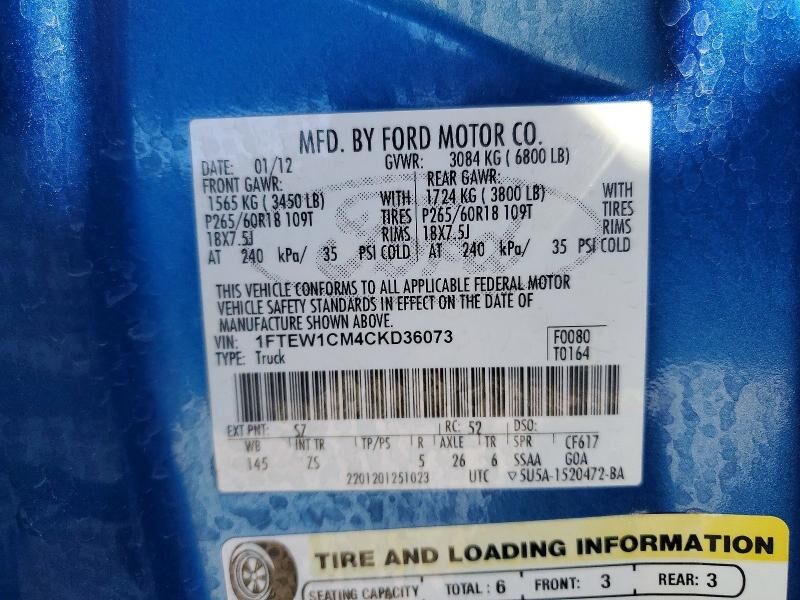 MFD. BY FORD MOTOR CO.
DATE: 01/12 GVWR: 3084 KG ( 6800 LB)
FRONT GAWR: REAR GAWR:
1565 KG ( 3450 LB) WITH 1724 KG ( 3800 LB) WITH
P265/60R18 109T TIRES P265/60R18 109T TIRES
18X7.5J RIMS 18X7.5J RIMS
AT 240 kPa/ 35 PSI COLD AT 240 kPa/ 35 PSI COLD
THIS VEHICLE CONFORMS TO ALL APPLICABLE FEDERAL MOTOR
VEHICLE SAFETY STANDARDS IN EFFECT ON THE DATE OF
MANUFACTURE SHOWN ABOVE.
VIN: 1FTEW1CM4CKD36073 F0080
TYPE: Truck T0164
EXT PNT: SZ RC: 52 DSO:
WB INT TR TP/PS R AXLE TR SPR CF617
145 ZS 5 26 6 SSAA GOA
2201201251023 UTC ▽5U5A-1520472-BA
TIRE AND LOADING INFORMATION
SEATING CAPACITY TOTAL : 6 FRONT: 3 REAR: 3